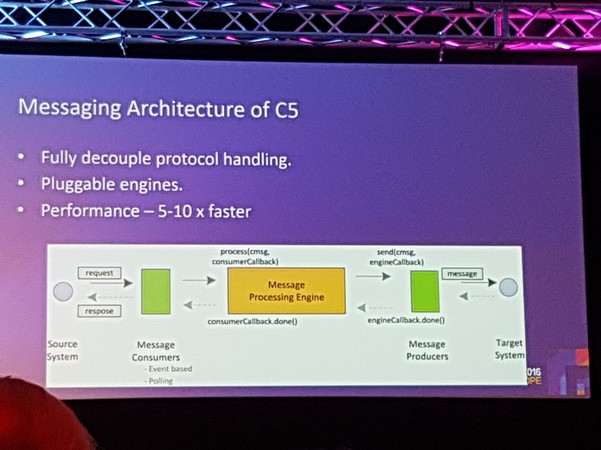 Messaging Architecture of C5
• Fully decouple protocol handling.
• Pluggable engines.
• Performance – 5-10 x faster
process(cmsg,
consumerCallback)
send(cmsg,
engineCallback)
request
Message
Processing Engine
message
respose
consumerCallback.done()
engineCallback.done()
Source
System
Message
Consumers
- Event based
- Polling
Message
Producers
Target
System
016
OPE